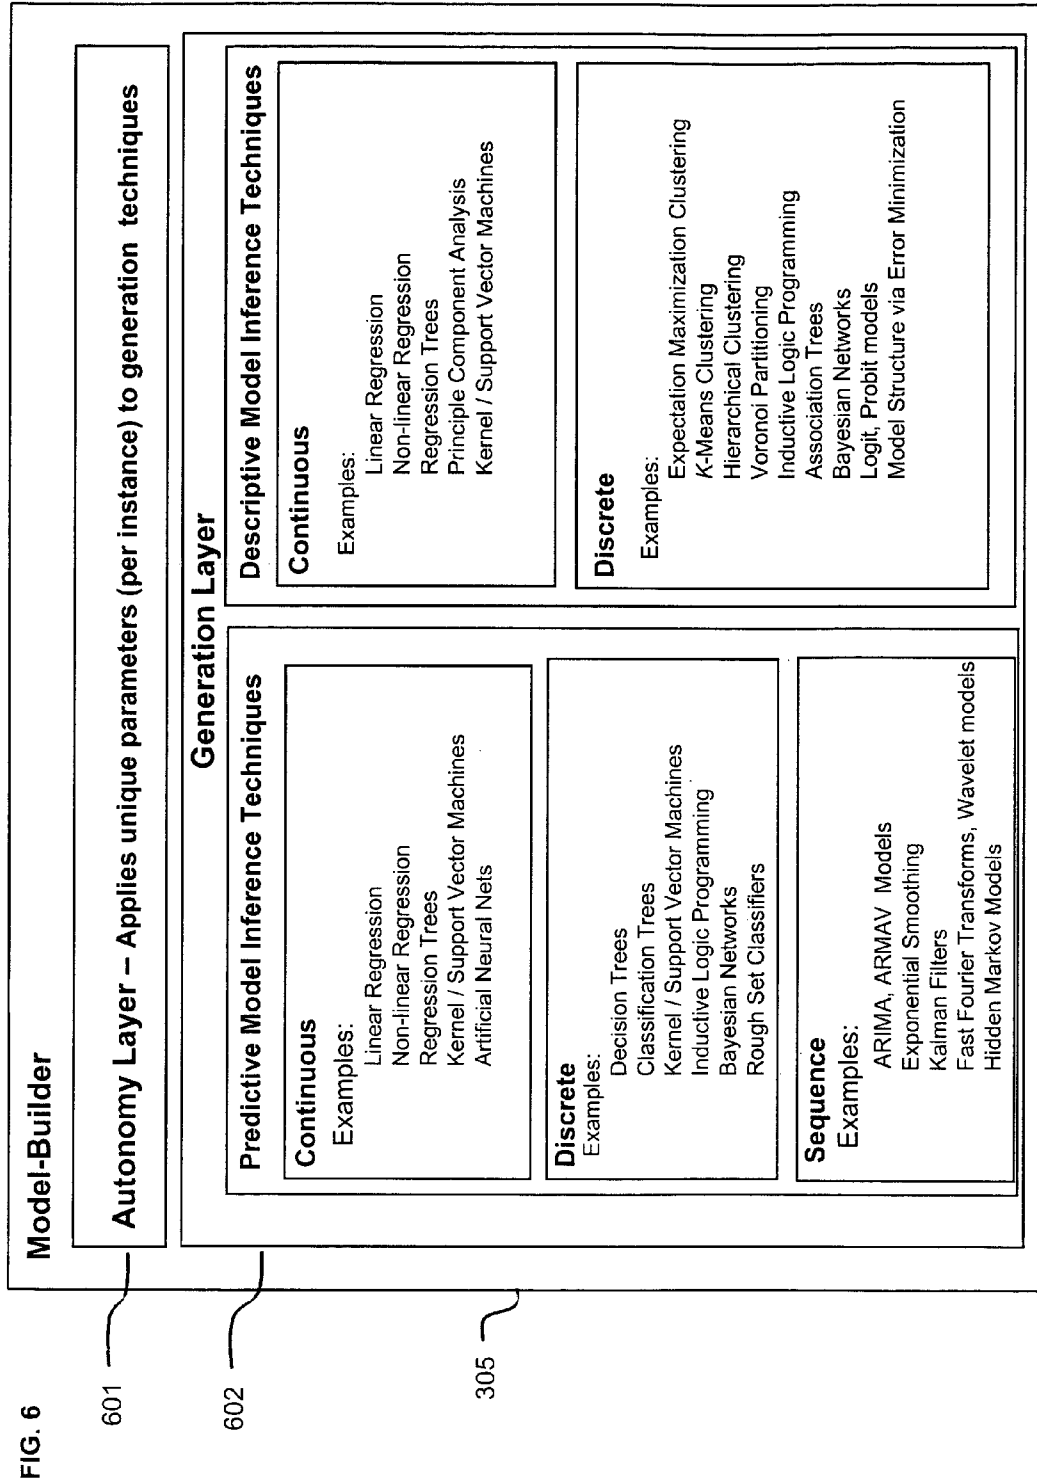 FIG. 6
601
602
305
Model-Builder
Autonomy Layer – Applies unique parameters (per instance) to generation techniques
Generation Layer
Predictive Model Inference Techniques
Continuous
Examples:
Linear Regression
Non-linear Regression
Regression Trees
Kernel / Support Vector Machines
Artificial Neural Nets
Discrete
Examples:
Decision Trees
Classification Trees
Kernel / Support Vector Machines
Inductive Logic Programming
Bayesian Networks
Rough Set Classifiers
Sequence
Examples:
ARIMA, ARMAV Models
Exponential Smoothing
Kalman Filters
Fast Fourier Transforms, Wavelet models
Hidden Markov Models
Descriptive Model Inference Techniques
Continuous
Examples:
Linear Regression
Non-linear Regression
Regression Trees
Principle Component Analysis
Kernel / Support Vector Machines
Discrete
Examples:
Expectation Maximization Clustering
K-Means Clustering
Hierarchical Clustering
Voronoi Partitioning
Inductive Logic Programming
Association Trees
Bayesian Networks
Logit, Probit models
Model Structure via Error Minimization